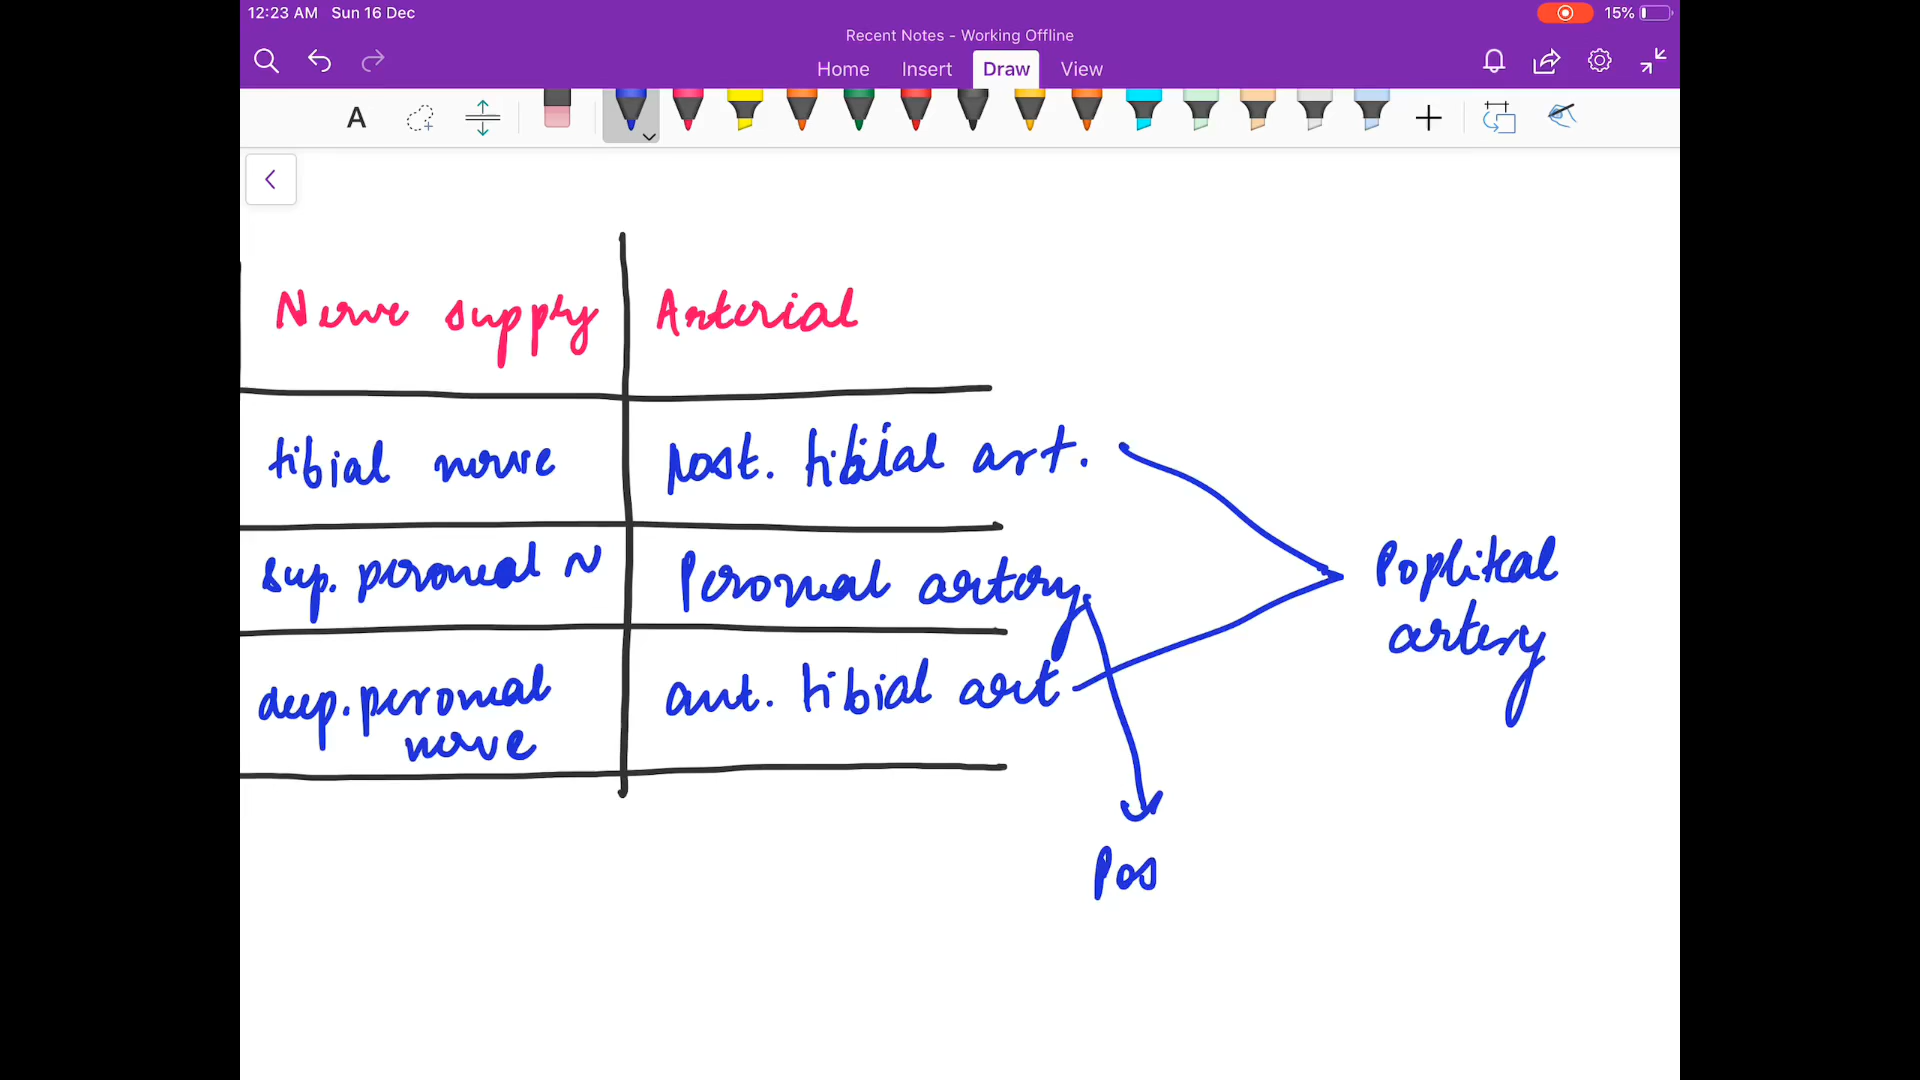 12:23 AM Sun 16 Dec
15%
Recent Notes - Working Offline
Home Insert Draw View
A
Nerve supply Arterial
tibial nerve post. tibial art.
Popliteal
sup. peroneal N Peroneal artery
artery
deep. peroneal ant. tibial art
nerve
Pos